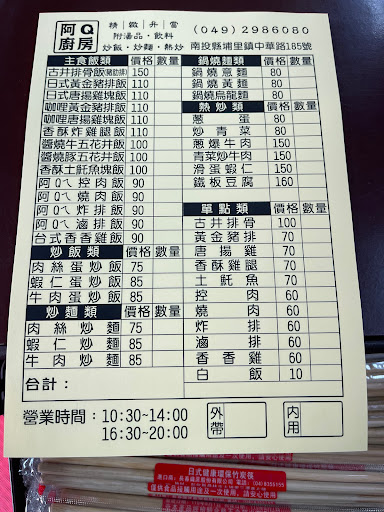 阿Q廚房
精緻弁當
附湯品·飲料
炒飯·炒麵·熱炒
(049) 2986080
南投縣埔里鎮中華路185號
主食飯類 價格 數量
古井排骨飯(豬肋排) 150
日式黃金豬排飯 110
日式唐揚雞塊飯 110
咖哩黃金豬排飯 110
咖哩唐揚雞塊飯 110
香酥炸雞腿飯 110
醬燒牛五花丼飯 110
醬燒豚五花丼飯 110
香酥土魠魚塊飯 110
阿Qㄟ控肉飯 90
阿Qㄟ燒肉飯 90
阿Qㄟ炸排飯 90
阿Qㄟ滷排飯 90
台式香香雞飯 90
炒飯類 價格 數量
肉絲蛋炒飯 75
蝦仁蛋炒飯 85
牛肉蛋炒飯 85
炒麵類 價格 數量
肉絲炒麵 75
蝦仁炒麵 85
牛肉炒麵 85
台計：
鍋燒麵類 價格 數量
鍋燒意麵 80
鍋燒黃麵 80
鍋燒烏龍麵 80
熱炒類 價格 數量
蔥蛋 80
炒青菜 80
蔥爆牛肉 150
青菜炒牛肉 150
滑蛋蝦仁 150
鐵板豆腐 160
單點類 價格 數量
古井排骨 100
黃金豬排 70
唐揚雞 70
香酥雞腿 70
土魠魚 70
控肉 60
燒肉 60
炸排 60
滷排 60
香香雞 60
白飯 10
營業時間：10:30~14:00
16:30~20:00
外帶
內用
日式健康環保竹炭筷